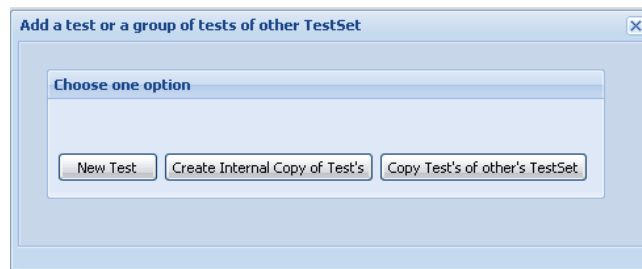 Add a test or a group of tests of other TestSet
Choose one option
New Test Create Internal Copy of Test's Copy Test's of other's TestSet